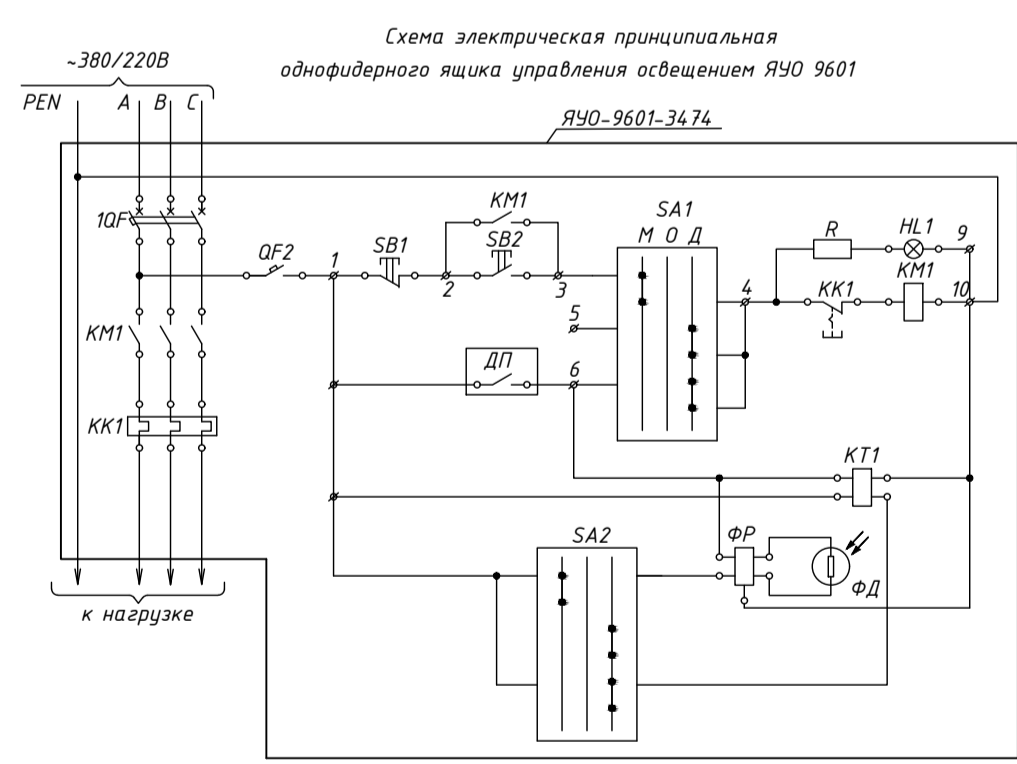 Схема электрическая принципиальная
однофидерного ящика управления освещением ЯУО 9601
~380/220В
PEN A B C
ЯУО-9601-3474
1QF
QF2
1
SB1
2
KM1
SB2
3
SA1
М О Д
5
ДП
6
4
R
HL1
9
KK1
KM1
10
KM1
KK1
KT1
SA2
ФР
ФД
к нагрузке